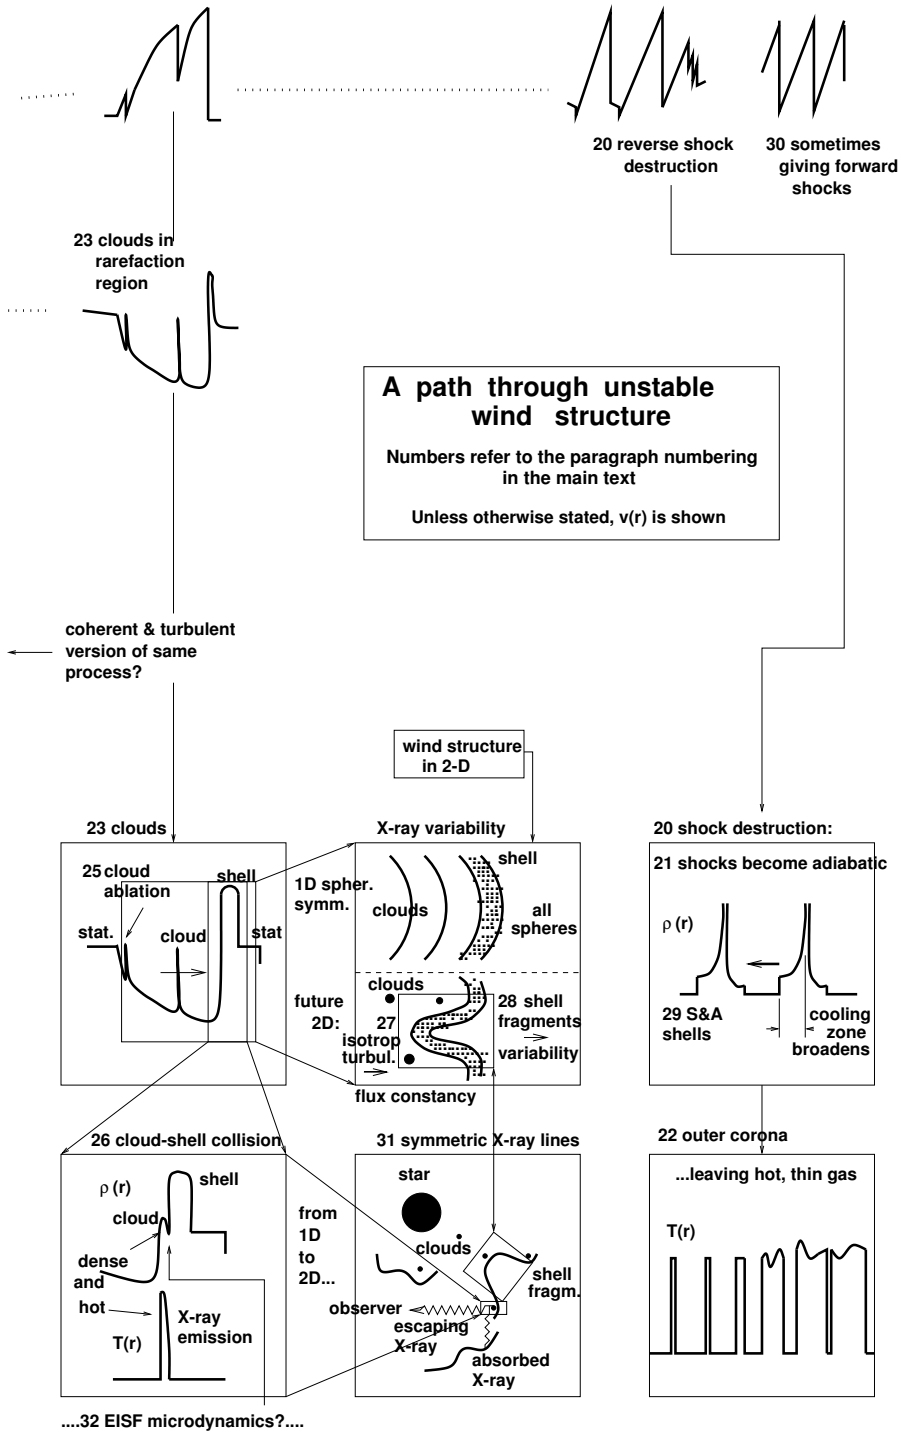 20 reverse shock
destruction
30 sometimes
giving forward
shocks
23 clouds in
rarefaction
region
A path through unstable
wind structure
Numbers refer to the paragraph numbering
in the main text
Unless otherwise stated, v(r) is shown
coherent & turbulent
version of same
process?
wind structure
in 2-D
23 clouds
25 cloud
ablation
shell
stat.
cloud
stat
X-ray variability
1D spher.
symm.
shell
clouds
all
spheres
clouds
future
2D:
27
isotrop
turbul.
28 shell
fragments
variability
flux constancy
20 shock destruction:
21 shocks become adiabatic
ρ (r)
29 S&A
shells
cooling
zone
broadens
26 cloud-shell collision
ρ (r)
shell
cloud
dense
and
hot
X-ray
emission
T(r)
from
1D
to
2D...
31 symmetric X-ray lines
star
clouds
shell
fragm.
observer
escaping
X-ray
absorbed
X-ray
22 outer corona
...leaving hot, thin gas
T(r)
....32 EISF microdynamics?....